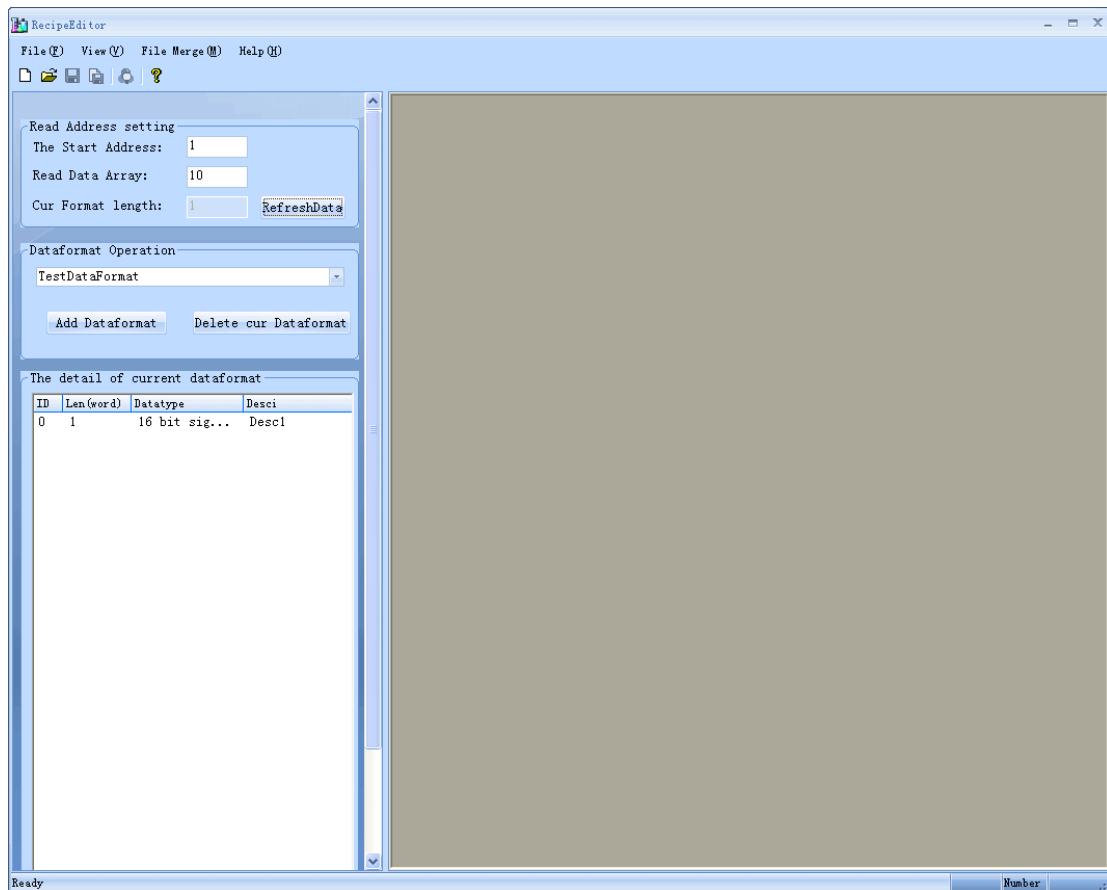 RecipeEditor
File(F) View(V) File Merge(M) Help(H)
Read Address setting
The Start Address: 1
Read Data Array: 10
Cur Format length: 1 RefreshData
Dataformat Operation
TestDataFormat
Add Dataformat Delete cur Dataformat
The detail of current dataformat
ID Len(word) Datatype Desci
0 1 16 bit sig... Desc1
Ready Number